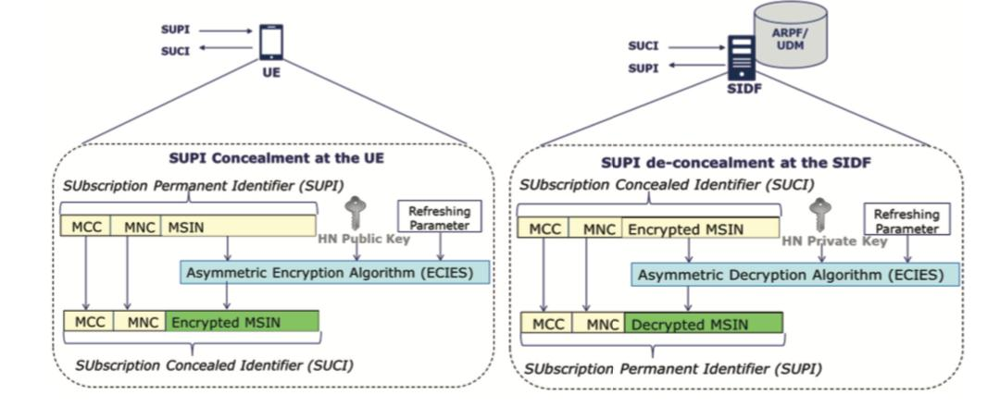 SUPI
SUCI
UE
SUPI Concealment at the UE
SUbscription Permanent Identifier (SUPI)
MCC MNC MSIN
HN Public Key
Refreshing
Parameter
Asymmetric Encryption Algorithm (ECIES)
MCC MNC Encrypted MSIN
SUbscription Concealed Identifier (SUCI)
SUCI
SUPI
ARPF/
UDM
SIDF
SUPI de-concealment at the SIDF
SUbscription Concealed Identifier (SUCI)
MCC MNC Encrypted MSIN
HN Private Key
Refreshing
Parameter
Asymmetric Decryption Algorithm (ECIES)
MCC MNC Decrypted MSIN
SUbscription Permanent Identifier (SUPI)